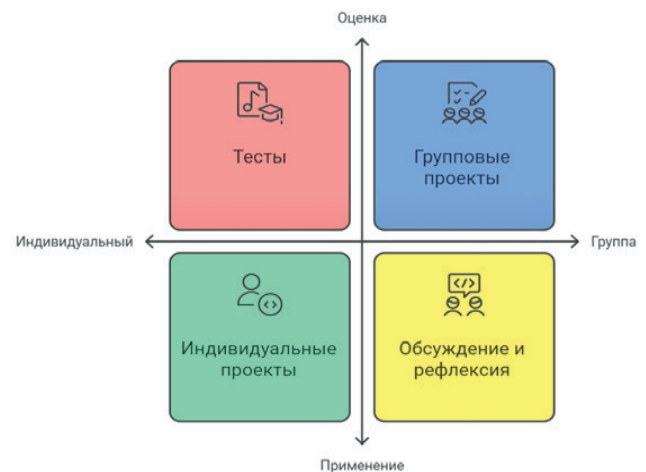 Оценка
Тесты
Групповые
проекты
Индивидуальный
Группа
</>
Индивидуальные
проекты
Обсуждение и
рефлексия
Применение